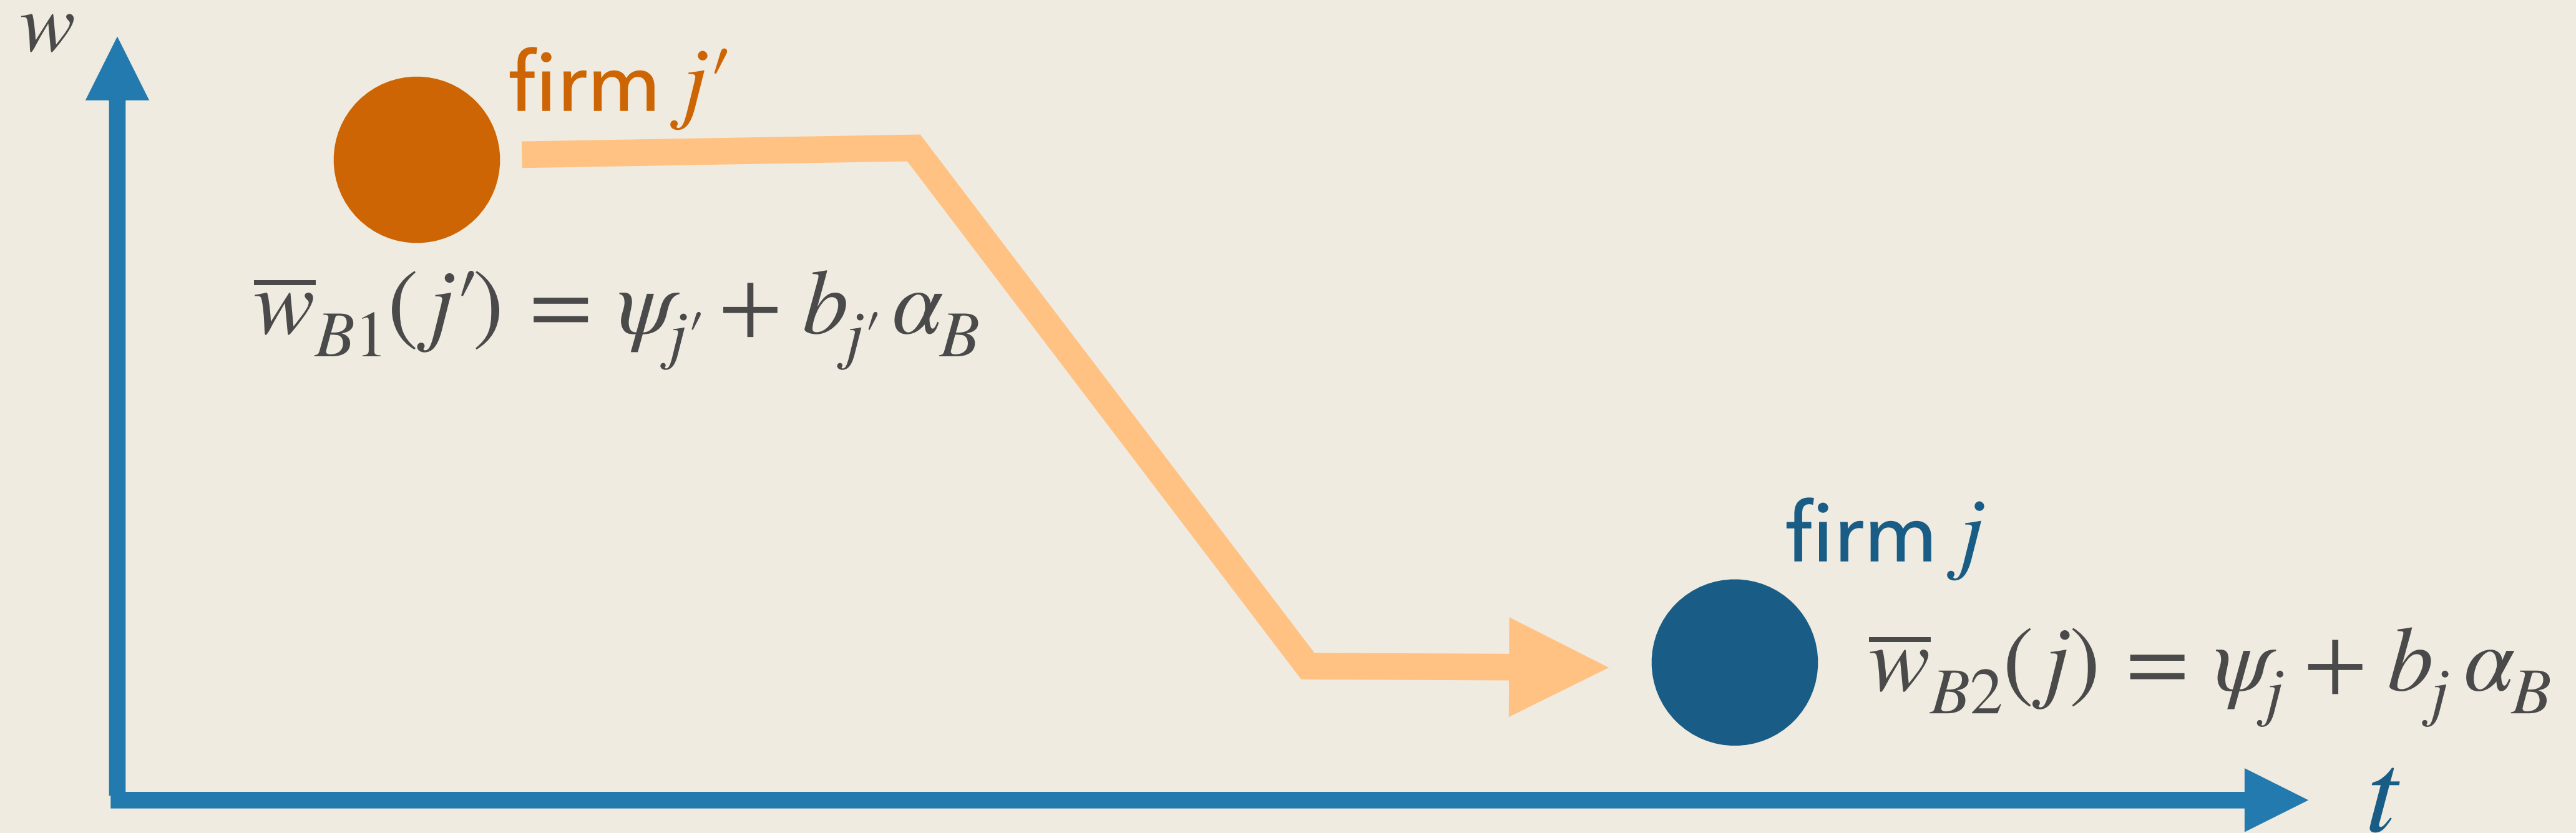 w
firm j′
w̅_{B1}(j′) = ψ_{j′} + b_{j′} α_B
firm j
w̅_{B2}(j) = ψ_j + b_j α_B
t